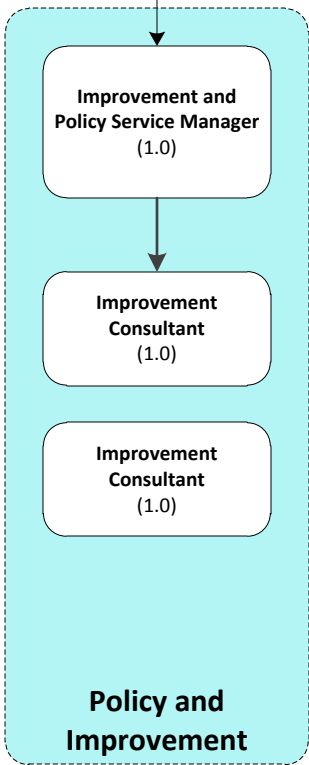 Improvement and
Policy Service Manager
(1.0)
Improvement
Consultant
(1.0)
Improvement
Consultant
(1.0)
Policy and
Improvement